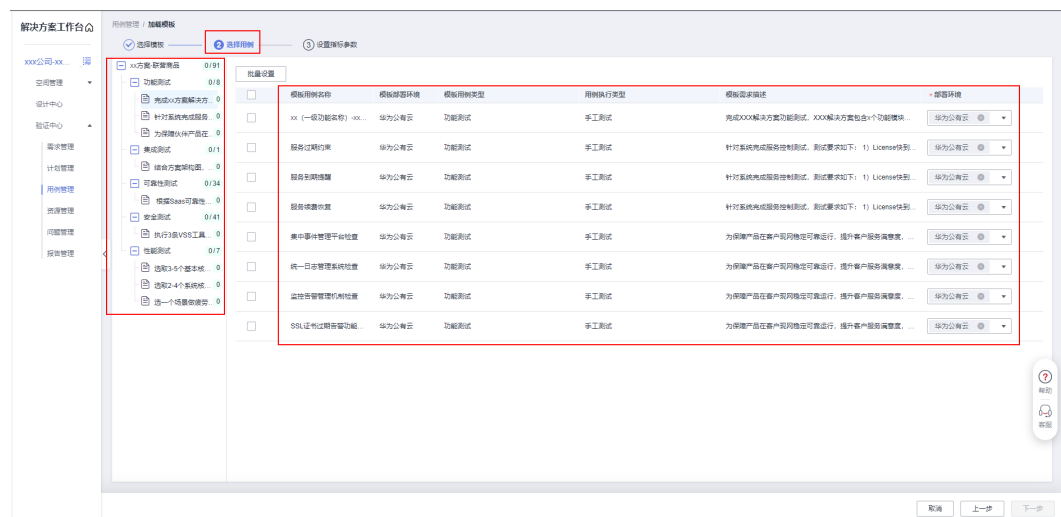 解决方案工作台
用例管理 / 加载模板
选择模板
2 选择用例
3 设置指标参数
xxx公司-xx...
空间管理
设计中心
验证中心
需求管理
计划管理
用例管理
资源管理
问题管理
报告管理
xx方案-联营商品 0/91
功能测试 0/8
完成xx方案解决方... 0
针对系统完成服务... 0
为保障伙伴产品在... 0
集成测试 0/1
结合方案架构图, ... 0
可靠性测试 0/34
根据Saas可靠性... 0
安全测试 0/41
执行3条VSS工具... 0
性能测试 0/7
选取3-5个基本核... 0
选取2-4个系统核... 0
选一个场景做疲劳... 0
批量设置
模板用例名称 模板部署环境 模板用例类型 用例执行类型 模板需求描述 *部署环境
xx（一级功能名称）-xx... 华为公有云 功能测试 手工测试 完成XXX解决方案功能测试, XXX解决方案包含x个功能模块... 华为公有云
服务过期约束 华为公有云 功能测试 手工测试 针对系统完成服务控制测试, 测试要求如下: 1) License快到... 华为公有云
服务到期提醒 华为公有云 功能测试 手工测试 针对系统完成服务控制测试, 测试要求如下: 1) License快到... 华为公有云
服务续费恢复 华为公有云 功能测试 手工测试 针对系统完成服务控制测试, 测试要求如下: 1) License快到... 华为公有云
集中事件管理平台检查 华为公有云 功能测试 手工测试 为保障产品在客户现网稳定可靠运行, 提升客户服务满意度, ... 华为公有云
统一日志管理系统检查 华为公有云 功能测试 手工测试 为保障产品在客户现网稳定可靠运行, 提升客户服务满意度, ... 华为公有云
监控告警管理机制检查 华为公有云 功能测试 手工测试 为保障产品在客户现网稳定可靠运行, 提升客户服务满意度, ... 华为公有云
SSL证书过期告警功能... 华为公有云 功能测试 手工测试 为保障产品在客户现网稳定可靠运行, 提升客户服务满意度, ... 华为公有云
帮助
客服
取消 上一步 下一步